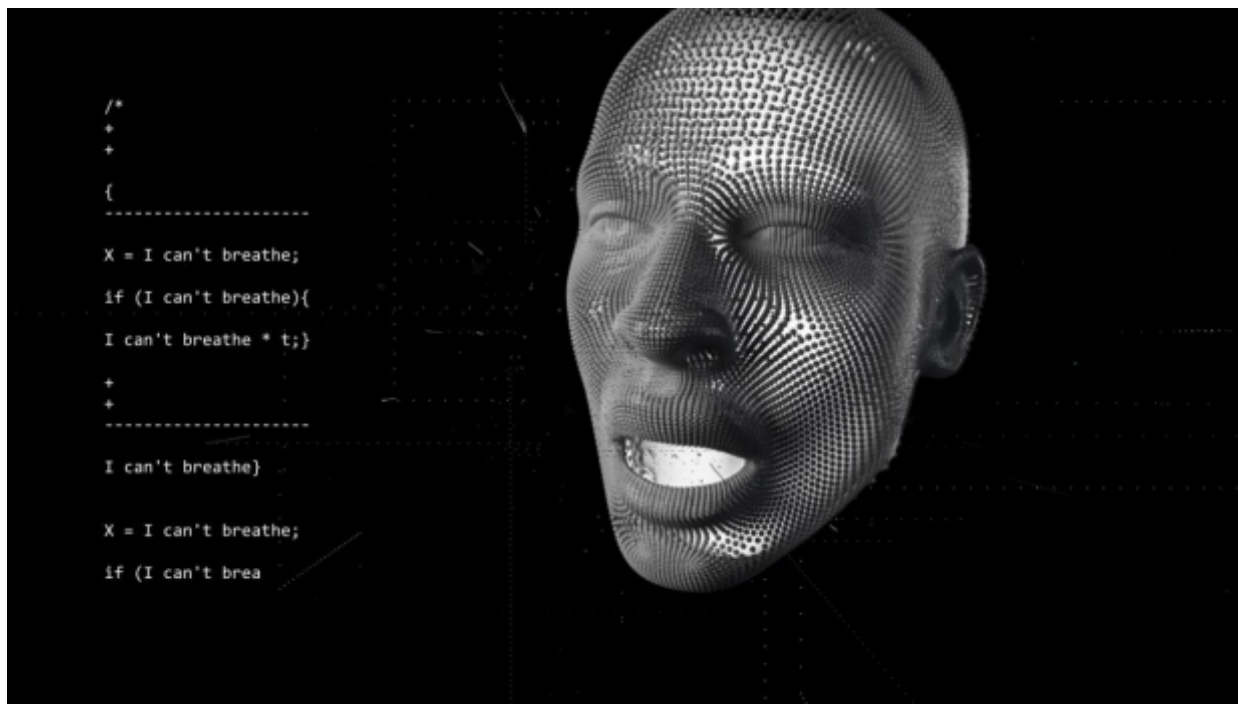 /*
+
+
{
---------------------
X = I can't breathe;
if (I can't breathe){
I can't breathe * t;}
+
+
---------------------
I can't breathe}
X = I can't breathe;
if (I can't brea